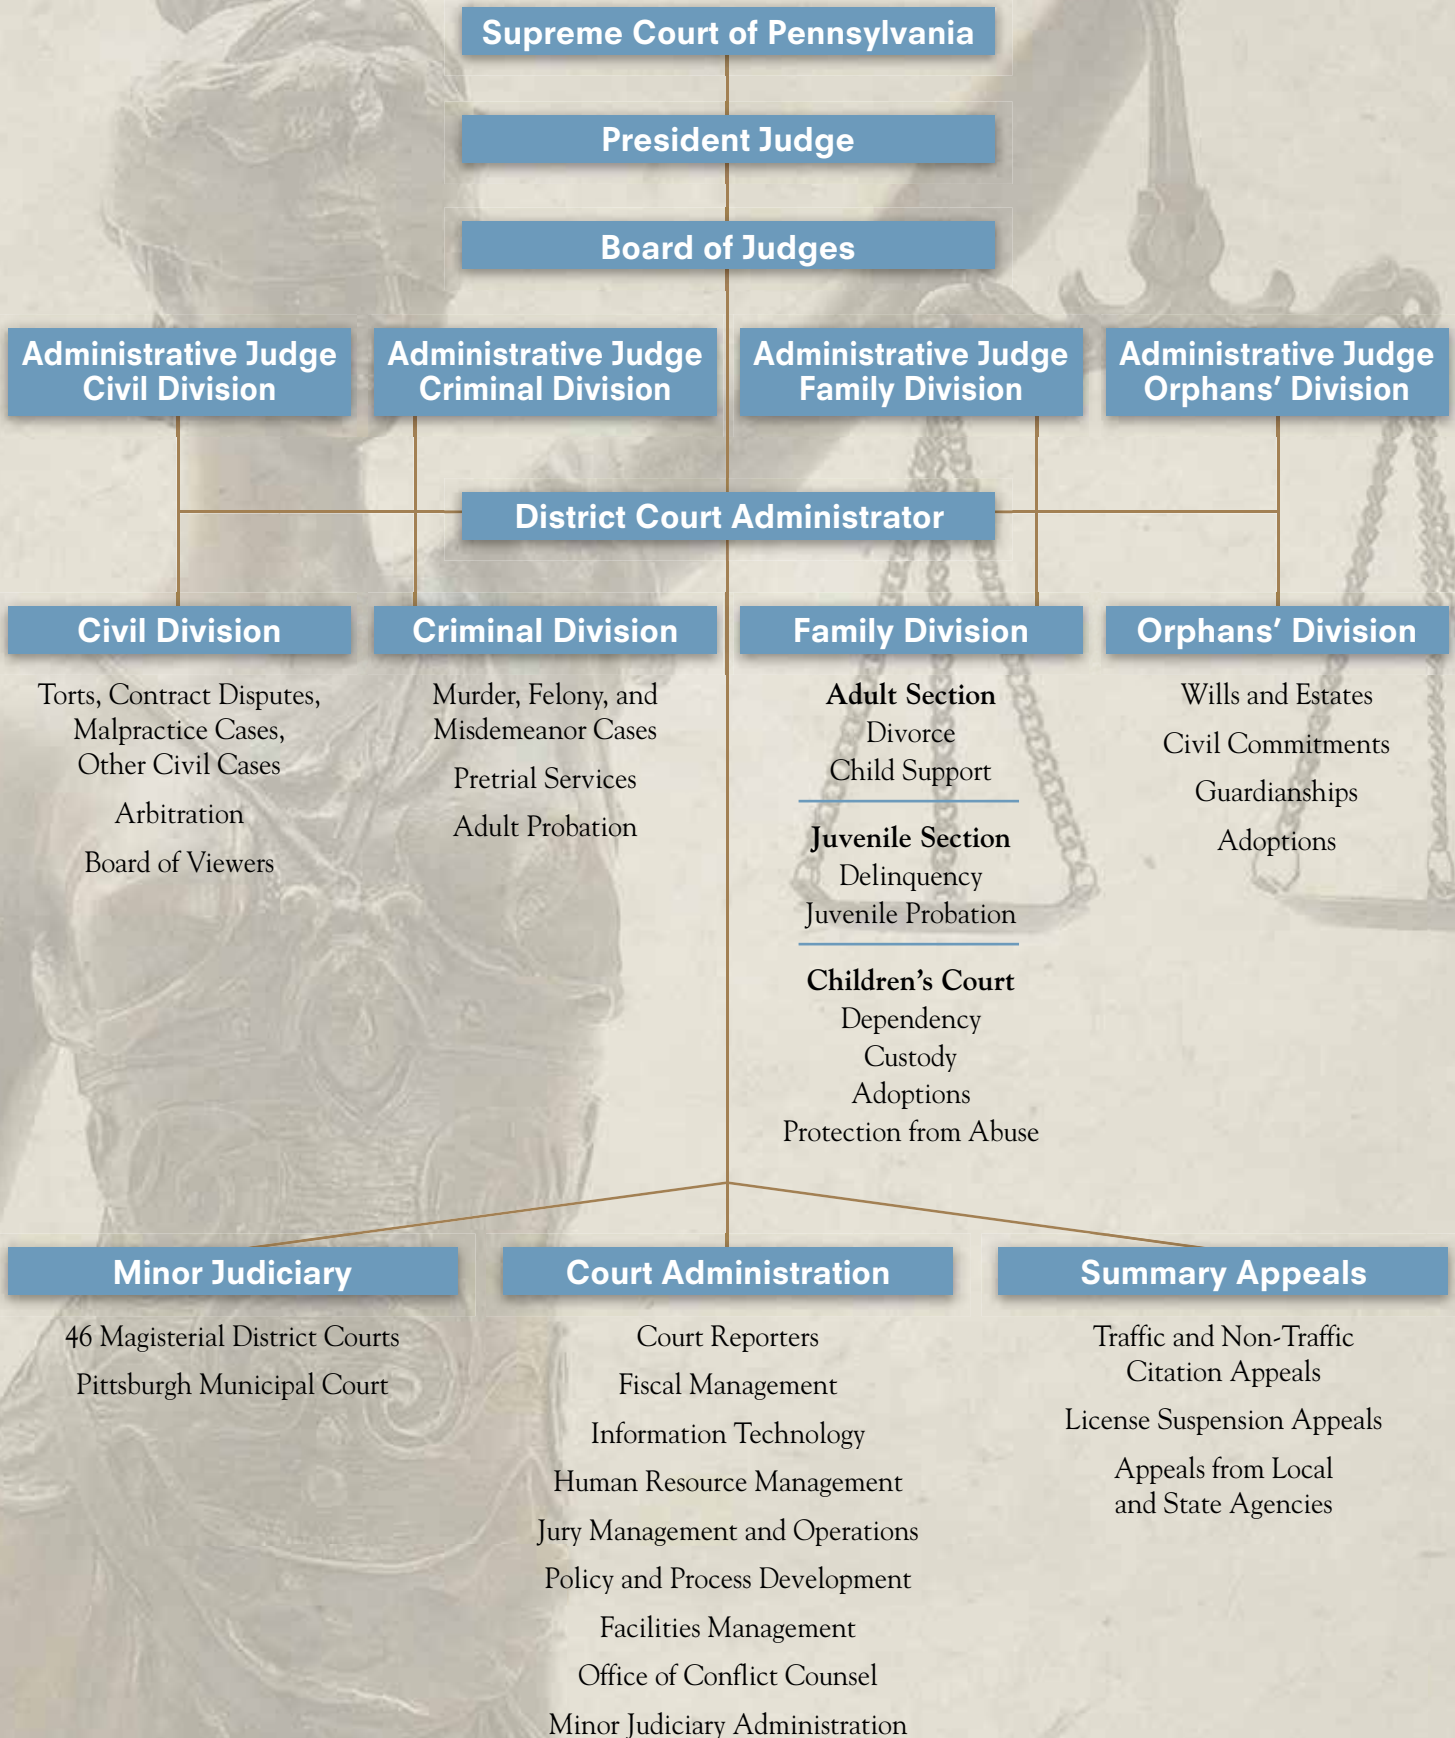 Supreme Court of Pennsylvania
President Judge
Board of Judges
Administrative Judge
Civil Division
Administrative Judge
Criminal Division
Administrative Judge
Family Division
Administrative Judge
Orphans’ Division
District Court Administrator
Civil Division
Torts, Contract Disputes,
Malpractice Cases,
Other Civil Cases
Arbitration
Board of Viewers
Criminal Division
Murder, Felony, and
Misdemeanor Cases
Pretrial Services
Adult Probation
Family Division
Adult Section
Divorce
Child Support
Juvenile Section
Delinquency
Juvenile Probation
Children’s Court
Dependency
Custody
Adoptions
Protection from Abuse
Orphans’ Division
Wills and Estates
Civil Commitments
Guardianships
Adoptions
Minor Judiciary
46 Magisterial District Courts
Pittsburgh Municipal Court
Court Administration
Court Reporters
Fiscal Management
Information Technology
Human Resource Management
Jury Management and Operations
Policy and Process Development
Facilities Management
Office of Conflict Counsel
Minor Judiciary Administration
Summary Appeals
Traffic and Non-Traffic
Citation Appeals
License Suspension Appeals
Appeals from Local
and State Agencies